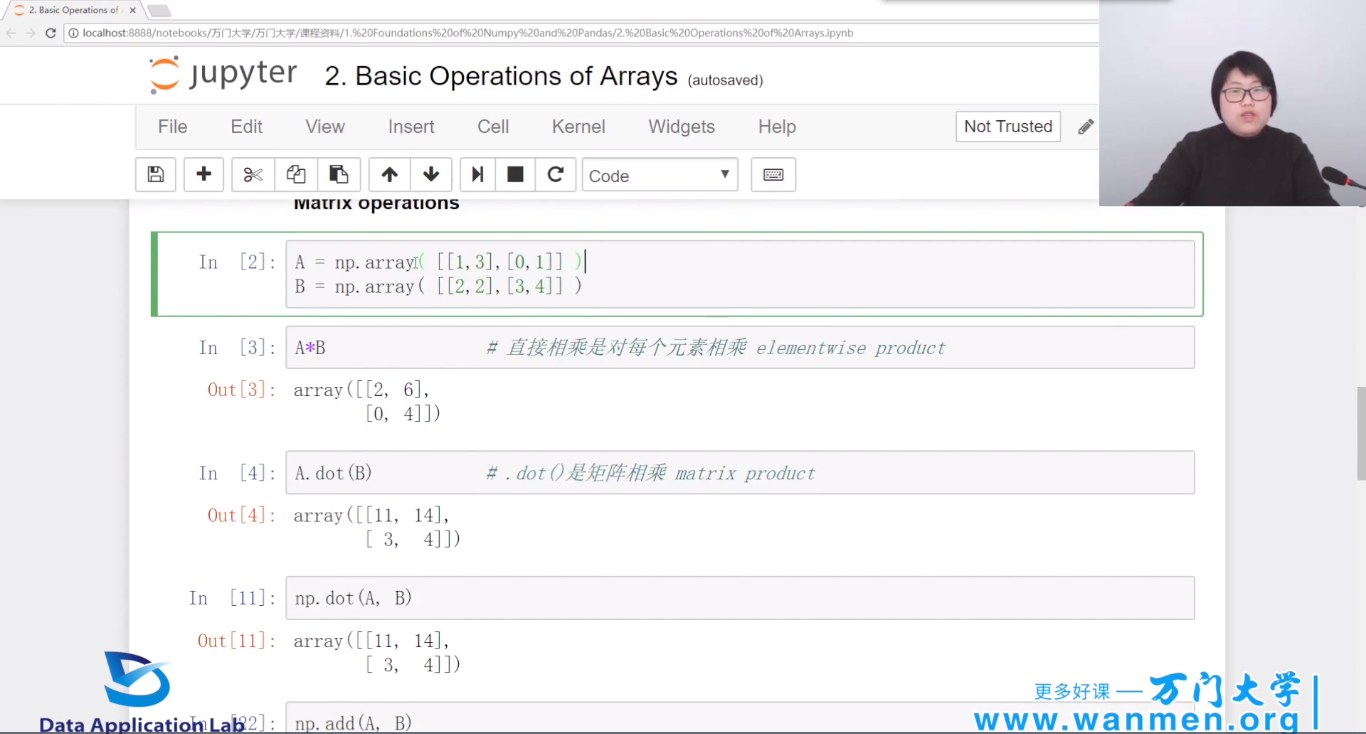 2. Basic Operations of
localhost:8888/notebooks/万门大学/万门大学/课程资料/1.%20Foundations%20of%20Numpy%20and%20Pandas/2.%20Basic%20Operations%20of%20Arrays.ipynb
jupyter 2. Basic Operations of Arrays (autosaved)
File Edit View Insert Cell Kernel Widgets Help Not Trusted
Code
Matrix operations
In [2]: A = np.array( [[1,3],[0,1]] )
B = np.array( [[2,2],[3,4]] )
In [3]: A*B # 直接相乘是对每个元素相乘 elementwise product
Out[3]: array([[2, 6],
[0, 4]])
In [4]: A.dot(B) # .dot()是矩阵相乘 matrix product
Out[4]: array([[11, 14],
[ 3, 4]])
In [11]: np.dot(A, B)
Out[11]: array([[11, 14],
[ 3, 4]])
In [22]: np.add(A, B)
Data Application Lab
更多好课 — 万门大学
www.wanmen.org